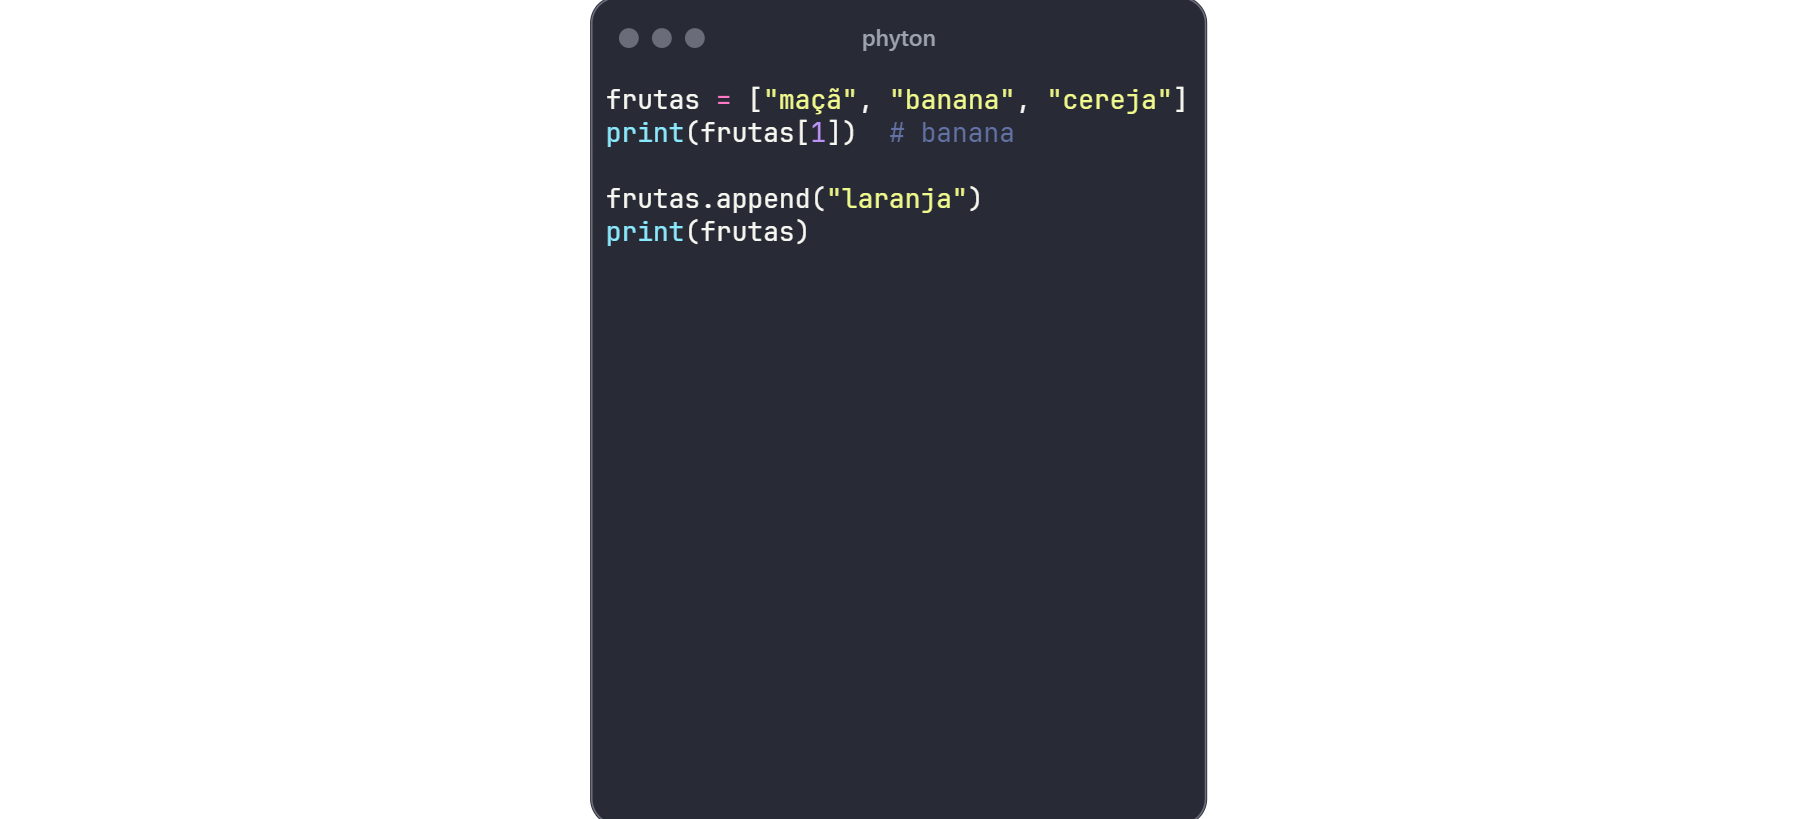 phyton
frutas = ["maçã", "banana", "cereja"]
print(frutas[1])  # banana
frutas.append("laranja")
print(frutas)